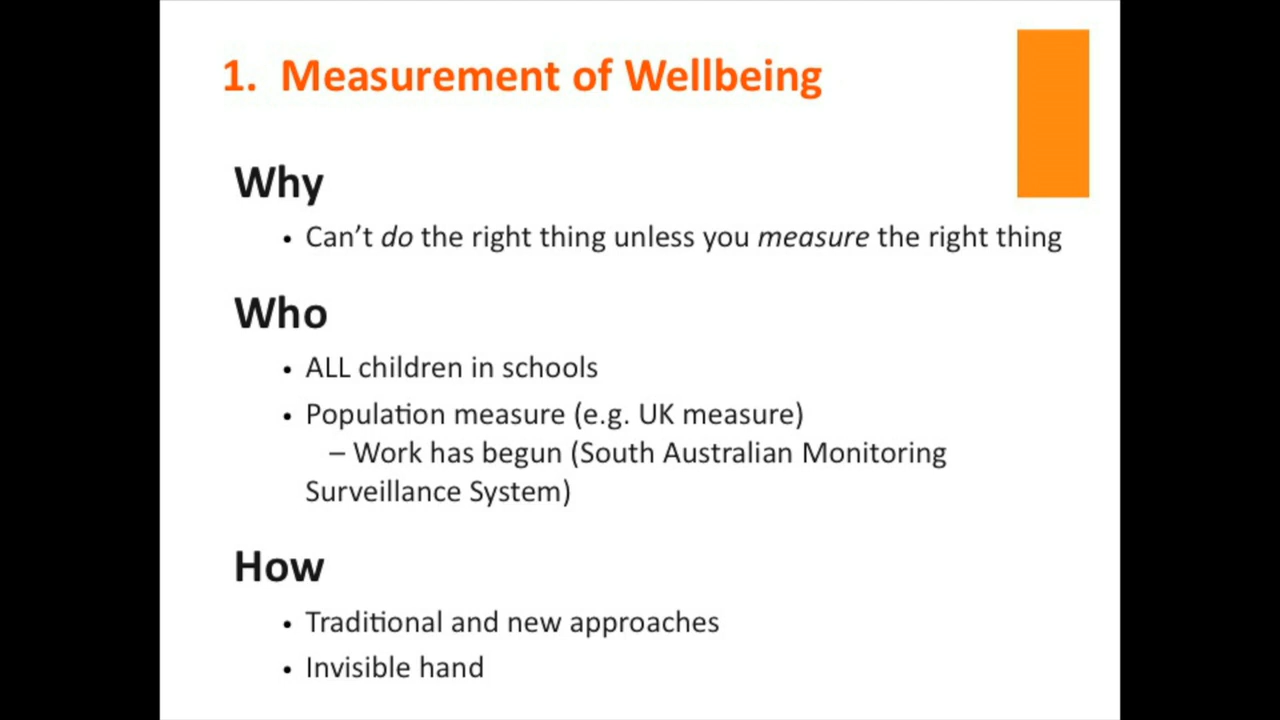 1. Measurement of Wellbeing
Why
• Can't do the right thing unless you measure the right thing
Who
• ALL children in schools
• Population measure (e.g. UK measure)
– Work has begun (South Australian Monitoring
Surveillance System)
How
• Traditional and new approaches
• Invisible hand